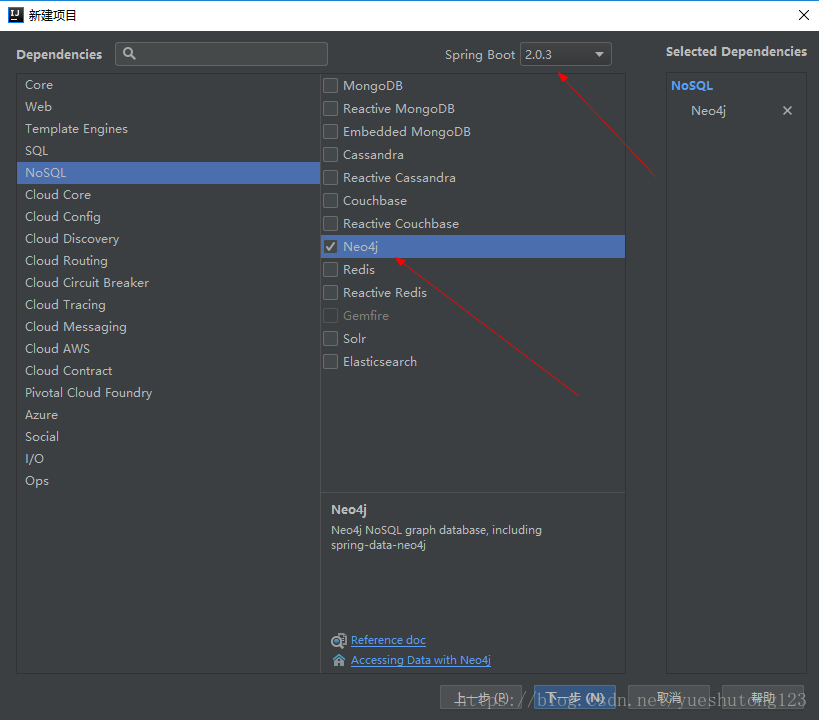 新建项目
Dependencies
Spring Boot 2.0.3
Selected Dependencies
Core
Web
Template Engines
SQL
NoSQL
Cloud Core
Cloud Config
Cloud Discovery
Cloud Routing
Cloud Circuit Breaker
Cloud Tracing
Cloud Messaging
Cloud AWS
Cloud Contract
Pivotal Cloud Foundry
Azure
Social
I/O
Ops
MongoDB
Reactive MongoDB
Embedded MongoDB
Cassandra
Reactive Cassandra
Couchbase
Reactive Couchbase
Neo4j
Redis
Reactive Redis
Gemfire
Solr
Elasticsearch
Neo4j
Neo4j NoSQL graph database, including
spring-data-neo4j
Reference doc
Accessing Data with Neo4j
NoSQL
Neo4j
上一步 (P) 下一步 (N) 取消 帮助
https://blog.csdn.net/yueshutong123